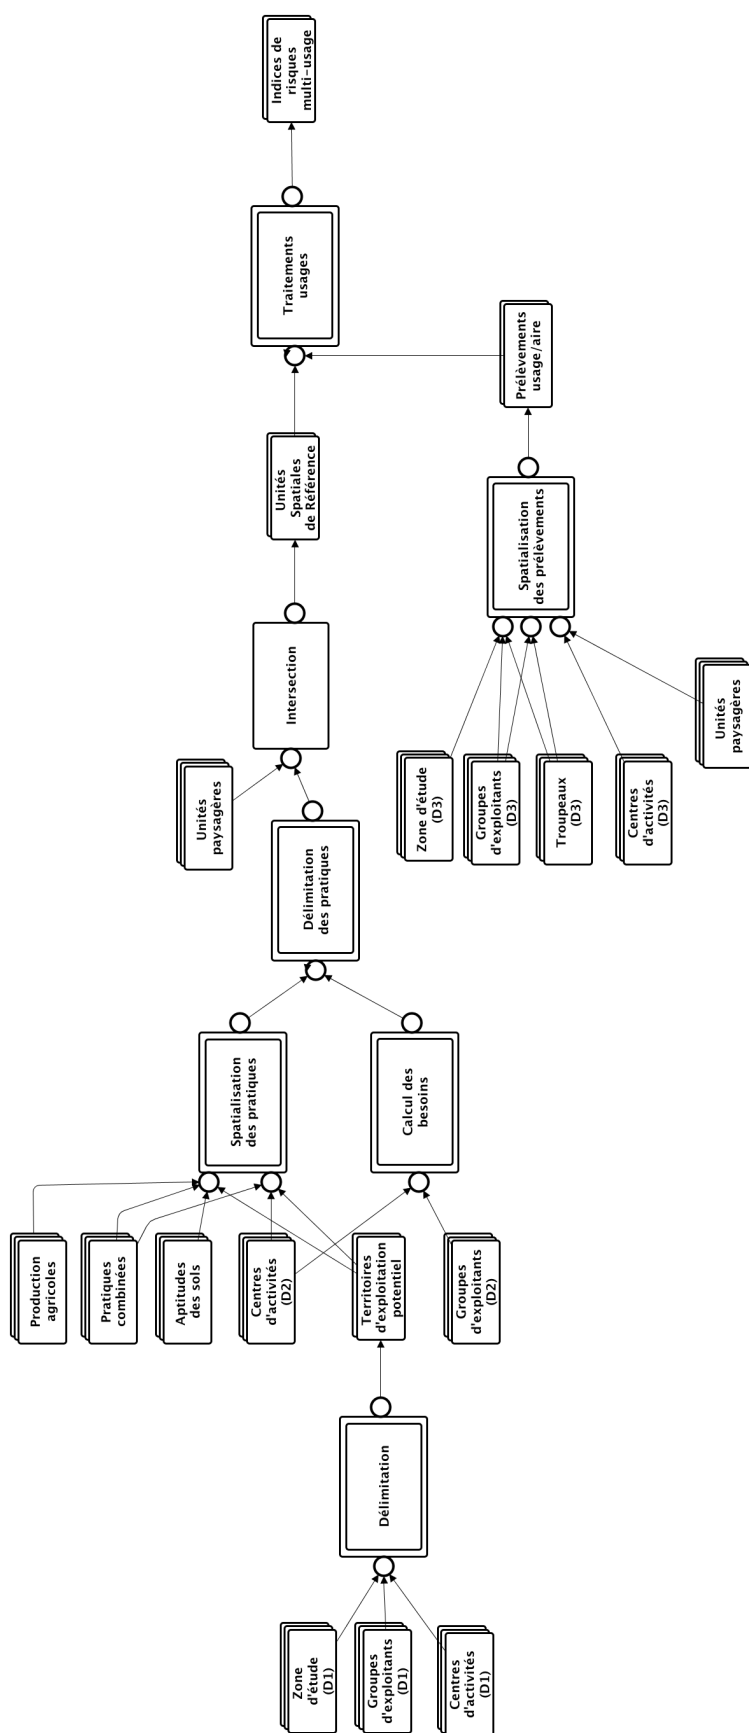 Indices de
risques
multi-usage
Traitements
usages
Prélèvements
usage/aire
Unités
Spatiales
de Référence
Spatialisation
des prélèvements
Intersection
Unités
paysagères
Unités
paysagères
Zone d'étude
(D3)
Groupes
d'exploitants
(D3)
Troupeaux
(D3)
Centres
d'activités
(D3)
Délimitation
des pratiques
Spatialisation
des pratiques
Calcul des
besoins
Production
agricoles
Pratiques
combinées
Aptitudes
des sols
Centres
d'activités
(D2)
Territoires
d'exploitation
potentiel
Groupes
d'exploitants
(D2)
Délimitation
Zone
d'étude
(D1)
Groupes
d'exploitants
(D1)
Centres
d'activités
(D1)